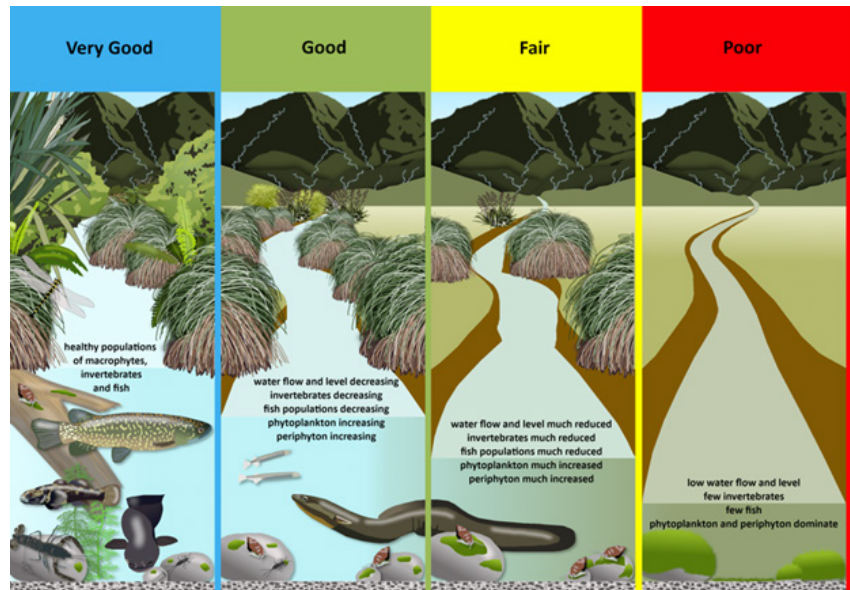 Very Good
Good
Fair
Poor
healthy populations
of macrophytes,
invertebrates
and fish
water flow and level decreasing
invertebrates decreasing
fish populations decreasing
phytoplankton increasing
periphyton increasing
water flow and level much reduced
invertebrates much reduced
fish populations much reduced
phytoplankton much increased
periphyton much increased
low water flow and level
few invertebrates
few fish
phytoplankton and periphyton dominate